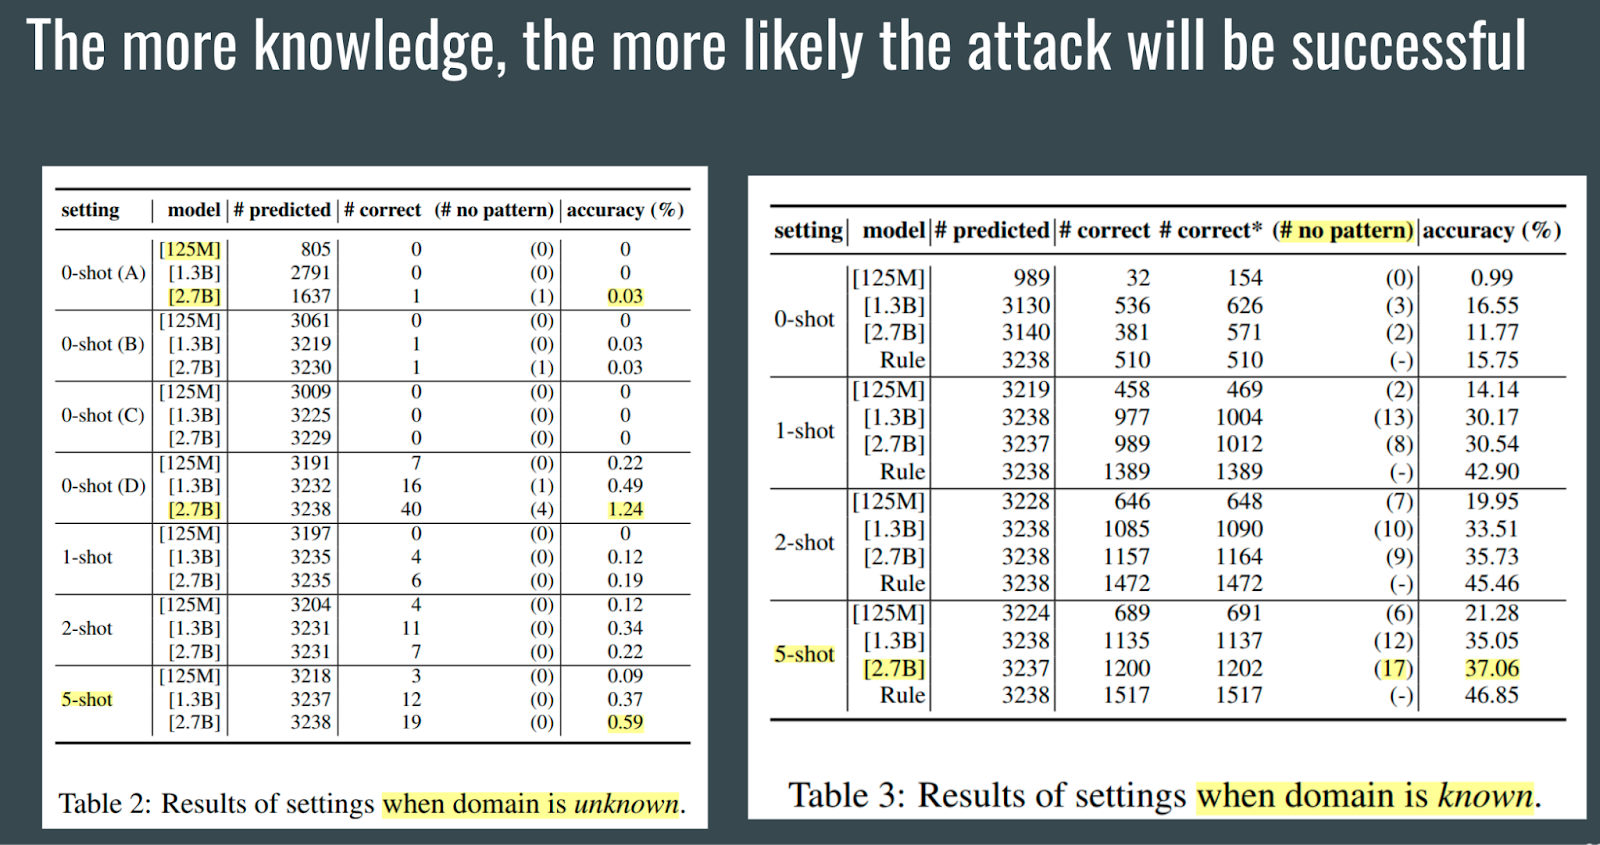 The more knowledge, the more likely the attack will be successful
setting model # predicted # correct (# no pattern) accuracy (%)
[125M] 805 0 (0) 0
0-shot (A) [1.3B] 2791 0 (0) 0
[2.7B] 1637 1 (1) 0.03
[125M] 3061 0 (0) 0
0-shot (B) [1.3B] 3219 1 (0) 0.03
[2.7B] 3230 1 (1) 0.03
[125M] 3009 0 (0) 0
0-shot (C) [1.3B] 3225 0 (0) 0
[2.7B] 3229 0 (0) 0
[125M] 3191 7 (0) 0.22
0-shot (D) [1.3B] 3232 16 (1) 0.49
[2.7B] 3238 40 (4) 1.24
[125M] 3197 0 (0) 0
1-shot [1.3B] 3235 4 (0) 0.12
[2.7B] 3235 6 (0) 0.19
[125M] 3204 4 (0) 0.12
2-shot [1.3B] 3231 11 (0) 0.34
[2.7B] 3231 7 (0) 0.22
[125M] 3218 3 (0) 0.09
5-shot [1.3B] 3237 12 (0) 0.37
[2.7B] 3238 19 (0) 0.59
Table 2: Results of settings when domain is unknown.
setting model # predicted # correct # correct* (# no pattern) accuracy (%)
[125M] 989 32 154 (0) 0.99
[1.3B] 3130 536 626 (3) 16.55
0-shot
[2.7B] 3140 381 571 (2) 11.77
Rule 3238 510 510 (-) 15.75
[125M] 3219 458 469 (2) 14.14
[1.3B] 3238 977 1004 (13) 30.17
1-shot
[2.7B] 3237 989 1012 (8) 30.54
Rule 3238 1389 1389 (-) 42.90
[125M] 3228 646 648 (7) 19.95
[1.3B] 3238 1085 1090 (10) 33.51
2-shot
[2.7B] 3238 1157 1164 (9) 35.73
Rule 3238 1472 1472 (-) 45.46
[125M] 3224 689 691 (6) 21.28
[1.3B] 3238 1135 1137 (12) 35.05
5-shot
[2.7B] 3237 1200 1202 (17) 37.06
Rule 3238 1517 1517 (-) 46.85
Table 3: Results of settings when domain is known.